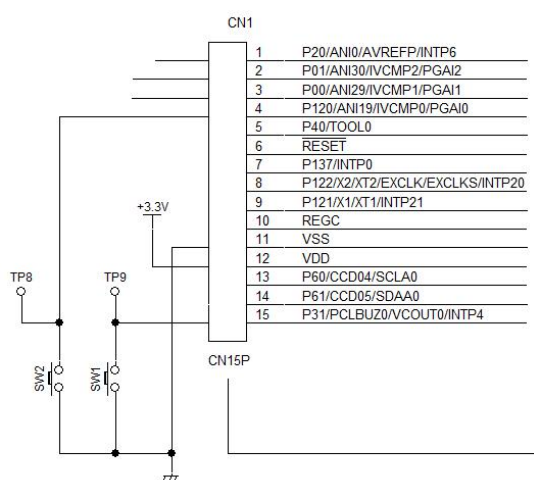 CN1
1 P20/ANI0/AVREFP/INTP6
2 P01/ANI30/IVCMP2/PGAI2
3 P00/ANI29/IVCMP1/PGAI1
4 P120/ANI19/IVCMP0/PGAI0
5 P40/TOOL0
6 RESET
7 P137/INTP0
8 P122/X2/XT2/EXCLK/EXCLKS/INTP20
9 P121/X1/XT1/INTP21
+3.3V
10 REGC
11 VSS
12 VDD
TP8 TP9
13 P60/CCD04/SCLA0
14 P61/CCD05/SDAA0
15 P31/PCLBUZ0/VCOUT0/INTP4
CN15P
SW2 SW1